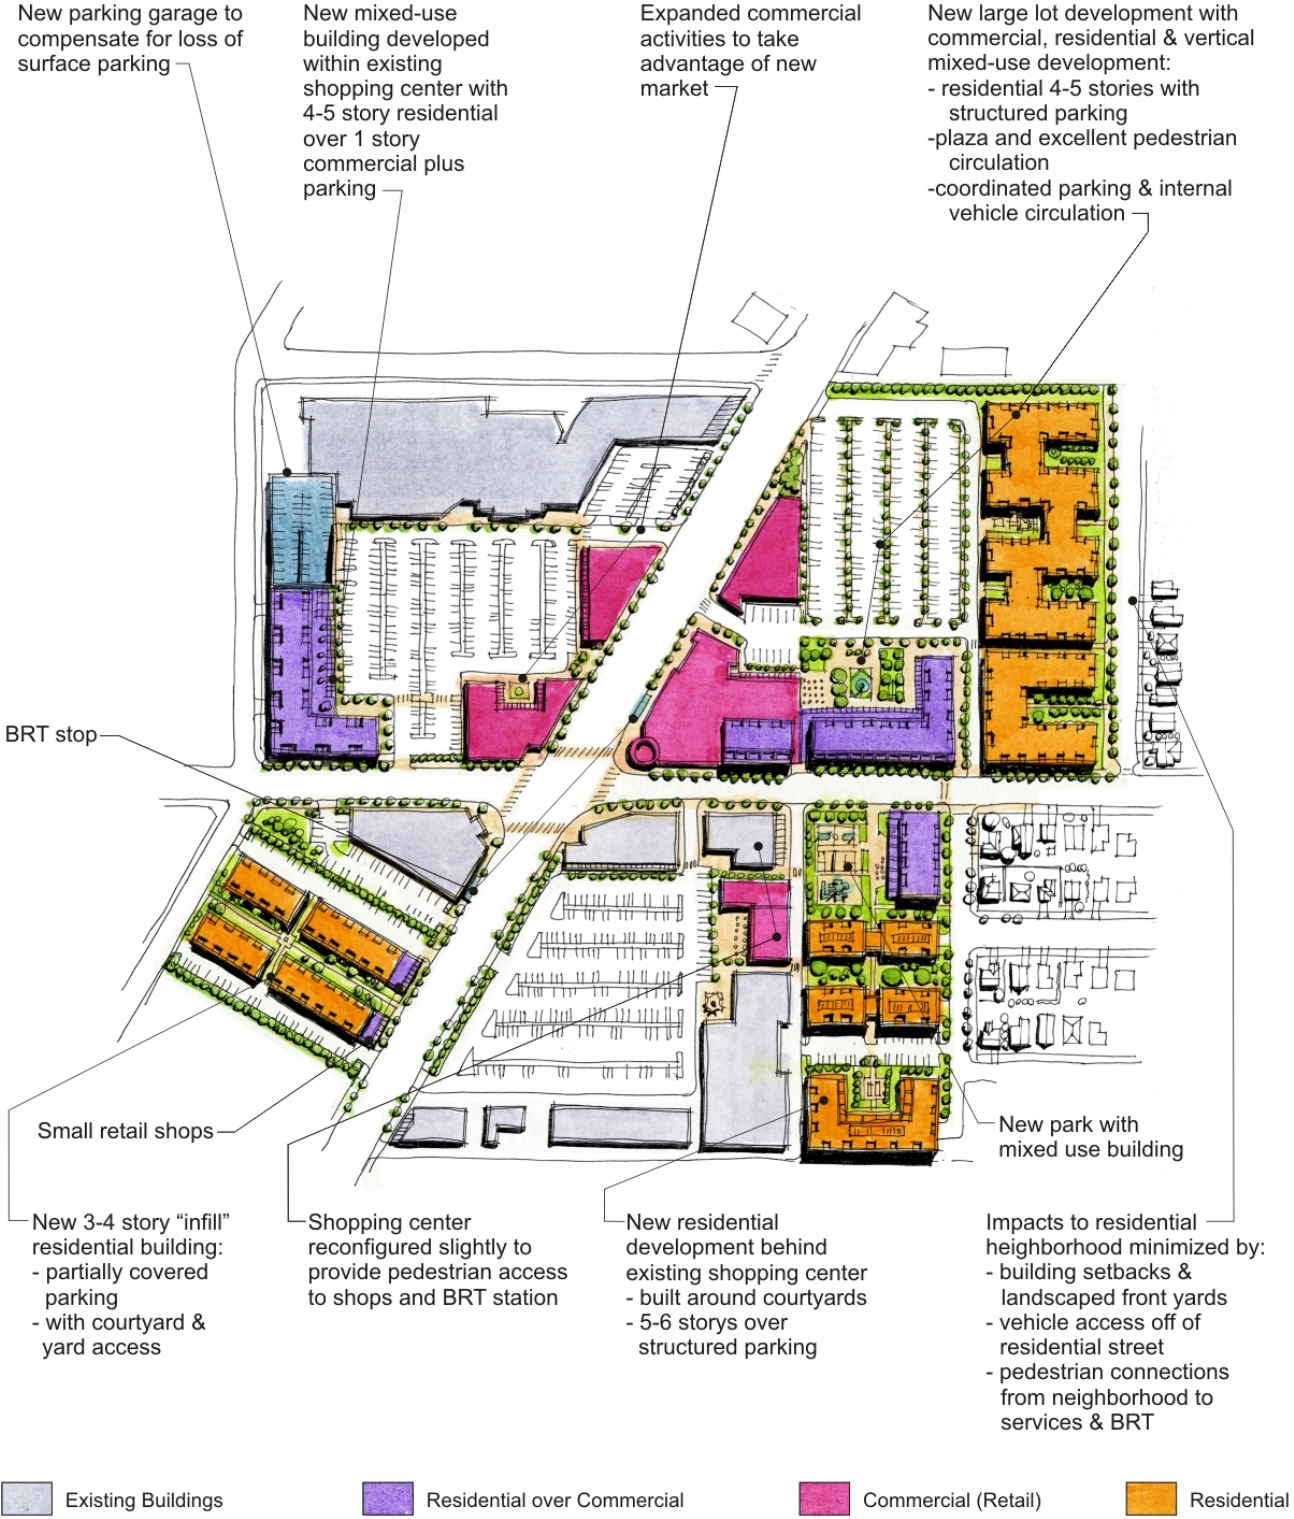 New parking garage to
compensate for loss of
surface parking
New mixed-use
building developed
within existing
shopping center with
4-5 story residential
over 1 story
commercial plus
parking
Expanded commercial
activities to take
advantage of new
market
New large lot development with
commercial, residential & vertical
mixed-use development:
- residential 4-5 stories with
structured parking
-plaza and excellent pedestrian
circulation
-coordinated parking & internal
vehicle circulation
BRT stop
Small retail shops
New park with
mixed use building
New 3-4 story “infill”
residential building:
- partially covered
parking
- with courtyard &
yard access
Shopping center
reconfigured slightly to
provide pedestrian access
to shops and BRT station
New residential
development behind
existing shopping center
- built around courtyards
- 5-6 storys over
structured parking
Impacts to residential
heighborhood minimized by:
- building setbacks &
landscaped front yards
- vehicle access off of
residential street
- pedestrian connections
from neighborhood to
services & BRT
Existing Buildings
Residential over Commercial
Commercial (Retail)
Residential